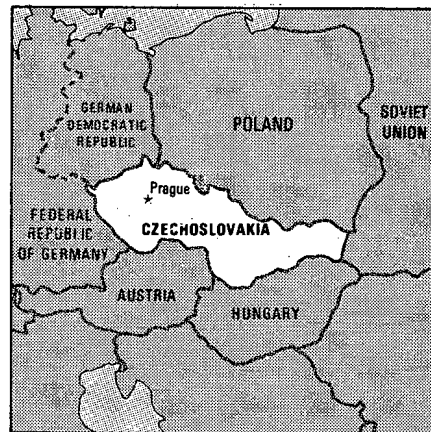 GERMAN
DEMOCRATIC
REPUBLIC
POLAND
SOVIET
UNION
Prague
FEDERAL
REPUBLIC
OF GERMANY
CZECHOSLOVAKIA
AUSTRIA
HUNGARY